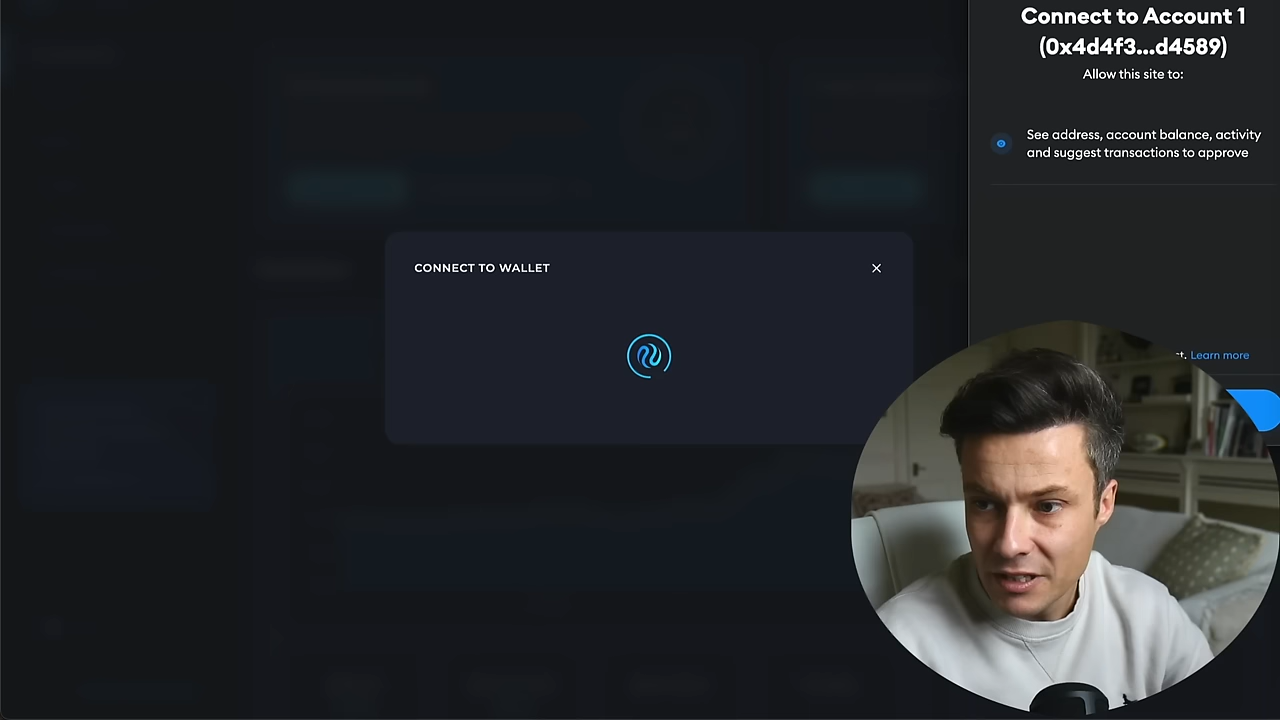 Connect to Account 1
(0x4d4f3...d4589)
Allow this site to:
See address, account balance, activity
and suggest transactions to approve
CONNECT TO WALLET
Learn more